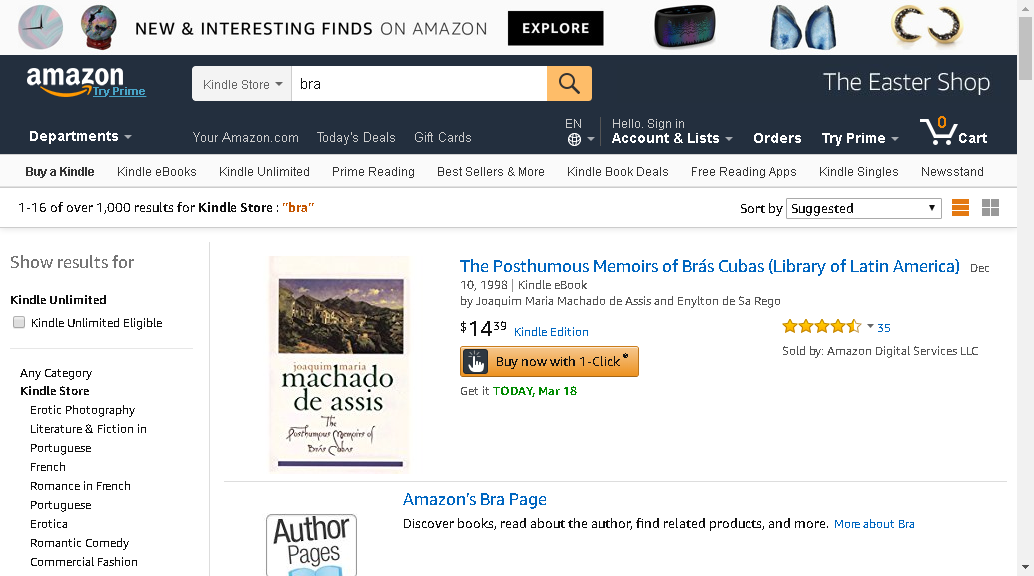 NEW & INTERESTING FINDS ON AMAZON EXPLORE
amazon
Try Prime
Kindle Store
bra
The Easter Shop
Departments
Your Amazon.com Today's Deals Gift Cards
EN
Hello. Sign in
Account & Lists
Orders
Try Prime
0
Cart
Buy a Kindle Kindle eBooks Kindle Unlimited Prime Reading Best Sellers & More Kindle Book Deals Free Reading Apps Kindle Singles Newsstand
1-16 of over 1,000 results for Kindle Store : "bra"
Sort by Suggested
Show results for
Kindle Unlimited
Kindle Unlimited Eligible
Any Category
Kindle Store
Erotic Photography
Literature & Fiction in
Portuguese
French
Romance in French
Portuguese
Erotica
Romantic Comedy
Commercial Fashion
joaquim maria
machado
de assis
The
Posthumous Memoirs of
Brás Cubas
The Posthumous Memoirs of Brás Cubas (Library of Latin America) Dec
10, 1998 | Kindle eBook
by Joaquim Maria Machado de Assis and Enylton de Sa Rego
$14 39 Kindle Edition
Buy now with 1-Click ®
Get it TODAY, Mar 18
35
Sold by: Amazon Digital Services LLC
Author
Pages
Amazon's Bra Page
Discover books, read about the author, find related products, and more. More about Bra